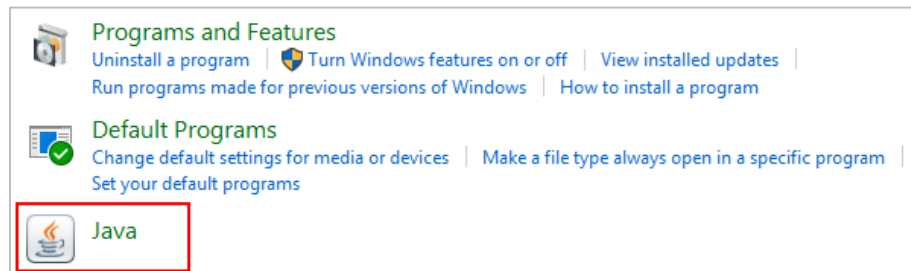 Programs and Features
Uninstall a program Turn Windows features on or off View installed updates
Run programs made for previous versions of Windows How to install a program
Default Programs
Change default settings for media or devices Make a file type always open in a specific program
Set your default programs
Java